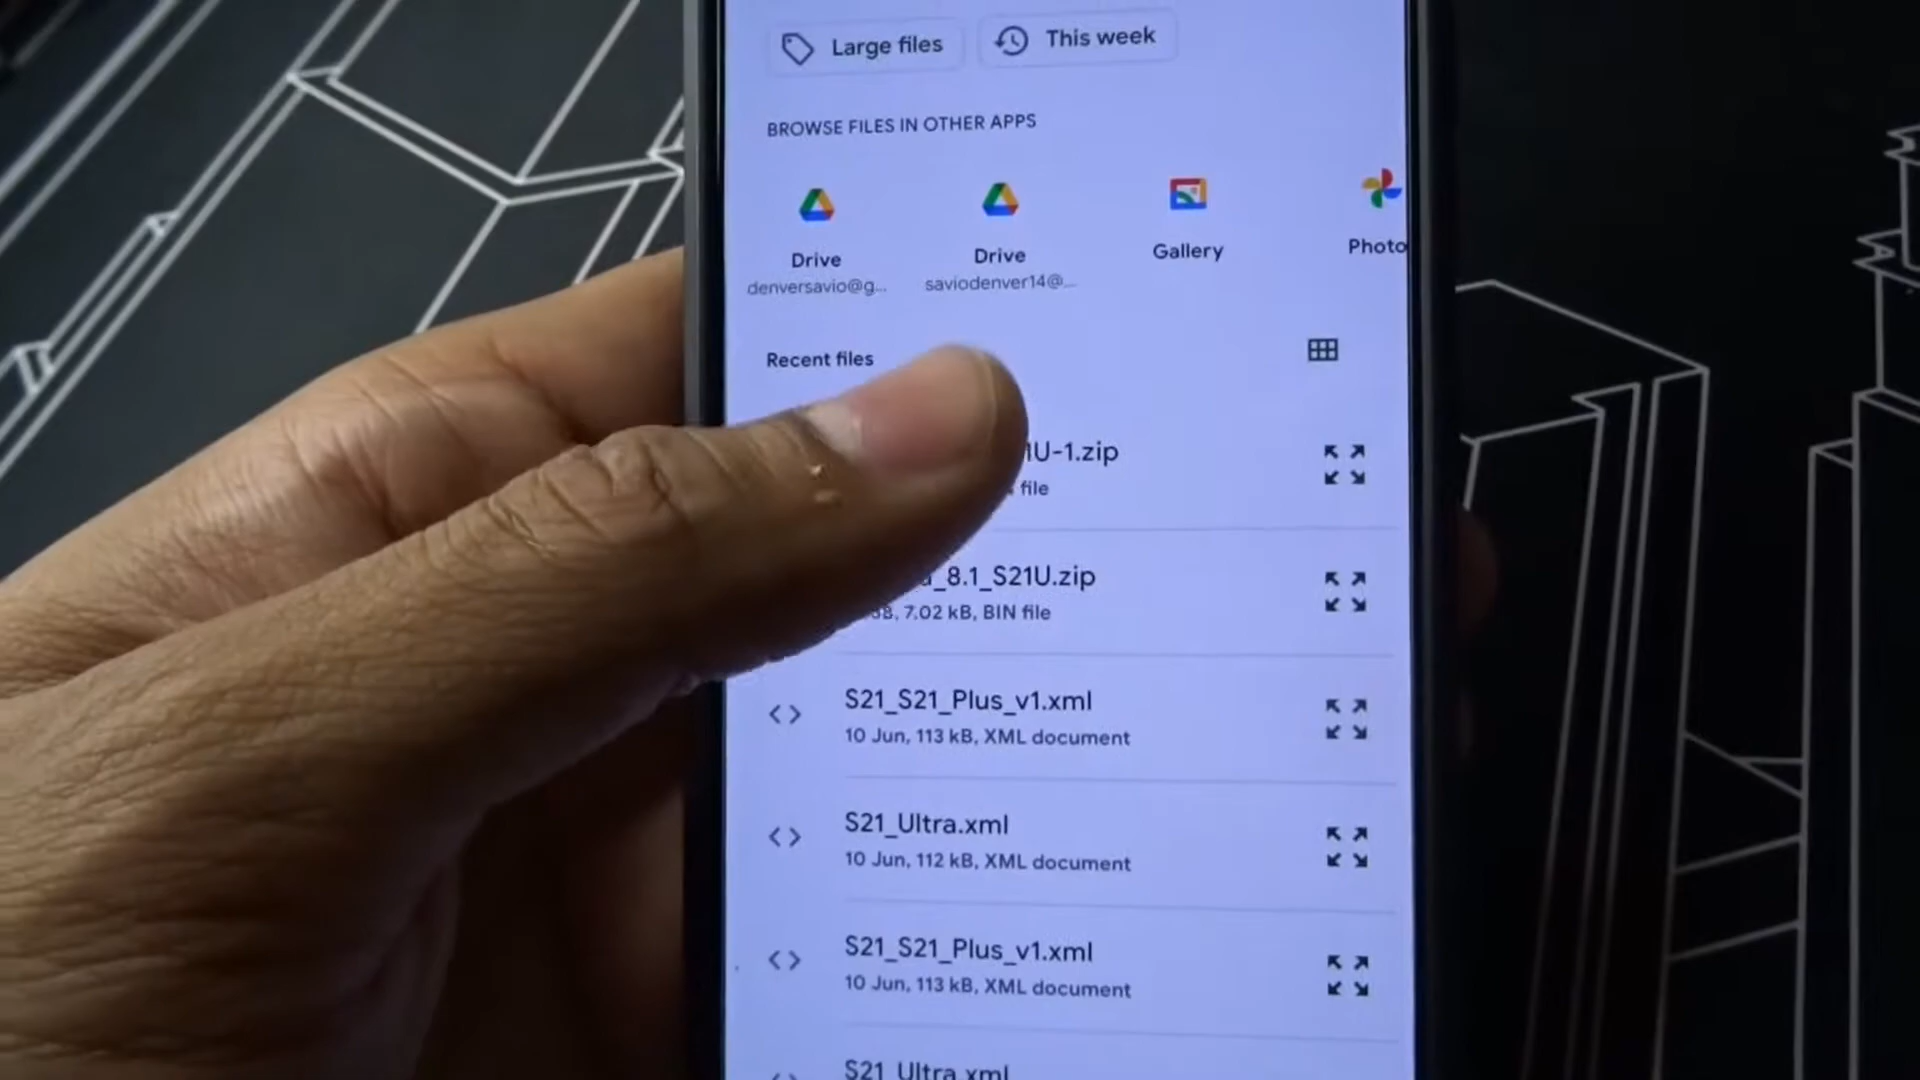 Large files
This week
BROWSE FILES IN OTHER APPS
Drive
denversavio@g...
Drive
saviodenver14@...
Gallery
Photo
Recent files
1U-1.zip
file
_8.1_S21U.zip
7.02 kB, BIN file
S21_S21_Plus_v1.xml
10 Jun, 113 kB, XML document
S21_Ultra.xml
10 Jun, 112 kB, XML document
S21_S21_Plus_v1.xml
10 Jun, 113 kB, XML document
S21_Ultra.xml